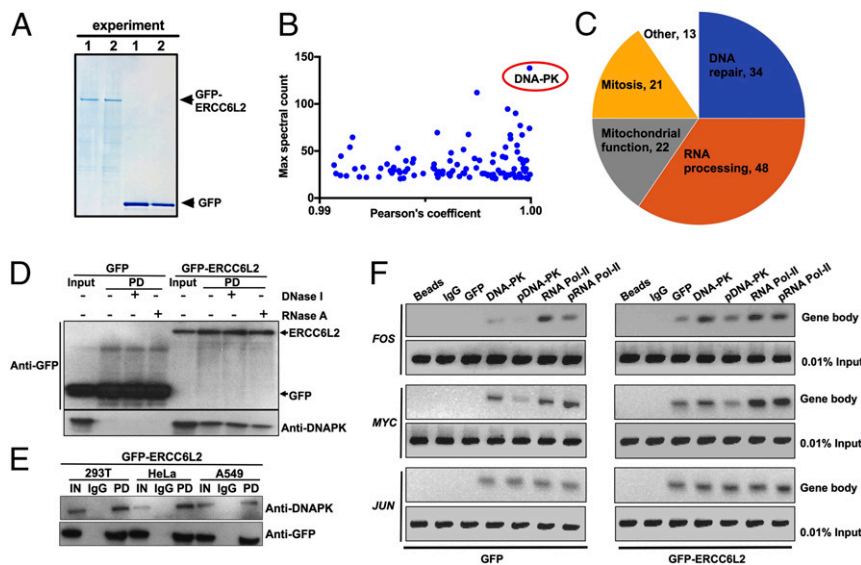 A
experiment
1 2 1 2
GFP-
ERCC6L2
GFP
B
Max spectral count
150
100
50
0
0.99
1.00
Pearson's coefficent
DNA-PK
C
Other, 13
DNA
repair, 34
Mitosis, 21
Mitochondrial
function, 22
RNA
processing, 48
D
GFP GFP-ERCC6L2
Input PD Input PD
- - + - - - + - DNase I
- - - + - - - + RNase A
Anti-GFP
ERCC6L2
GFP
Anti-DNAPK
E
GFP-ERCC6L2
293T HeLa A549
IN IgG PD IN IgG PD IN IgG PD
Anti-DNAPK
Anti-GFP
F
Beads IgG GFP DNA-PK pDNA-PK RNA Pol-II pRNA Pol-II
Beads IgG GFP DNA-PK pDNA-PK RNA Pol-II pRNA Pol-II
FOS
Gene body
0.01% Input
MYC
Gene body
0.01% Input
JUN
Gene body
0.01% Input
GFP
GFP-ERCC6L2